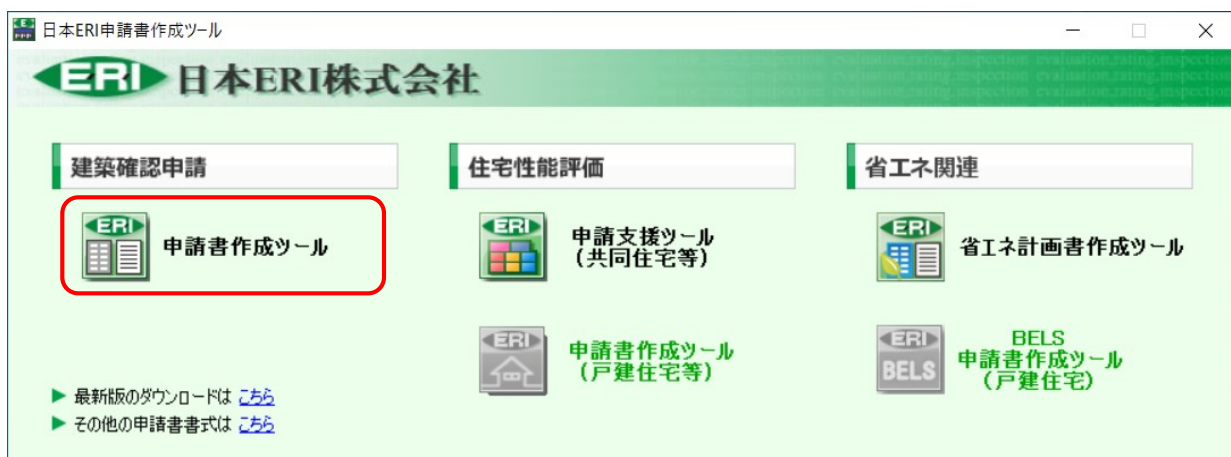 日本ERI申請書作成ツール
ERI 日本ERI株式会社
建築確認申請
住宅性能評価
省エネ関連
ERI
申請書作成ツール
ERI
申請支援ツール
(共同住宅等)
ERI
省エネ計画書作成ツール
ERI
申請書作成ツール
(戸建住宅等)
ERI
BELS
BELS
申請書作成ツール
(戸建住宅)
▶ 最新版のダウンロードは こちら
▶ その他の申請書書式は こちら